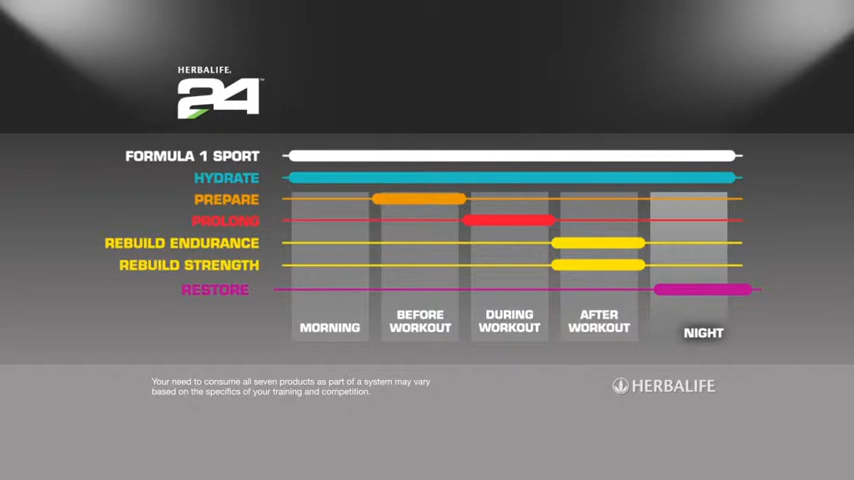 HERBALIFE.
24™
FORMULA 1 SPORT
HYDRATE
PREPARE
PROLONG
REBUILD ENDURANCE
REBUILD STRENGTH
RESTORE
MORNING
BEFORE
WORKOUT
DURING
WORKOUT
AFTER
WORKOUT
NIGHT
Your need to consume all seven products as part of a system may vary
based on the specifics of your training and competition.
HERBALIFE